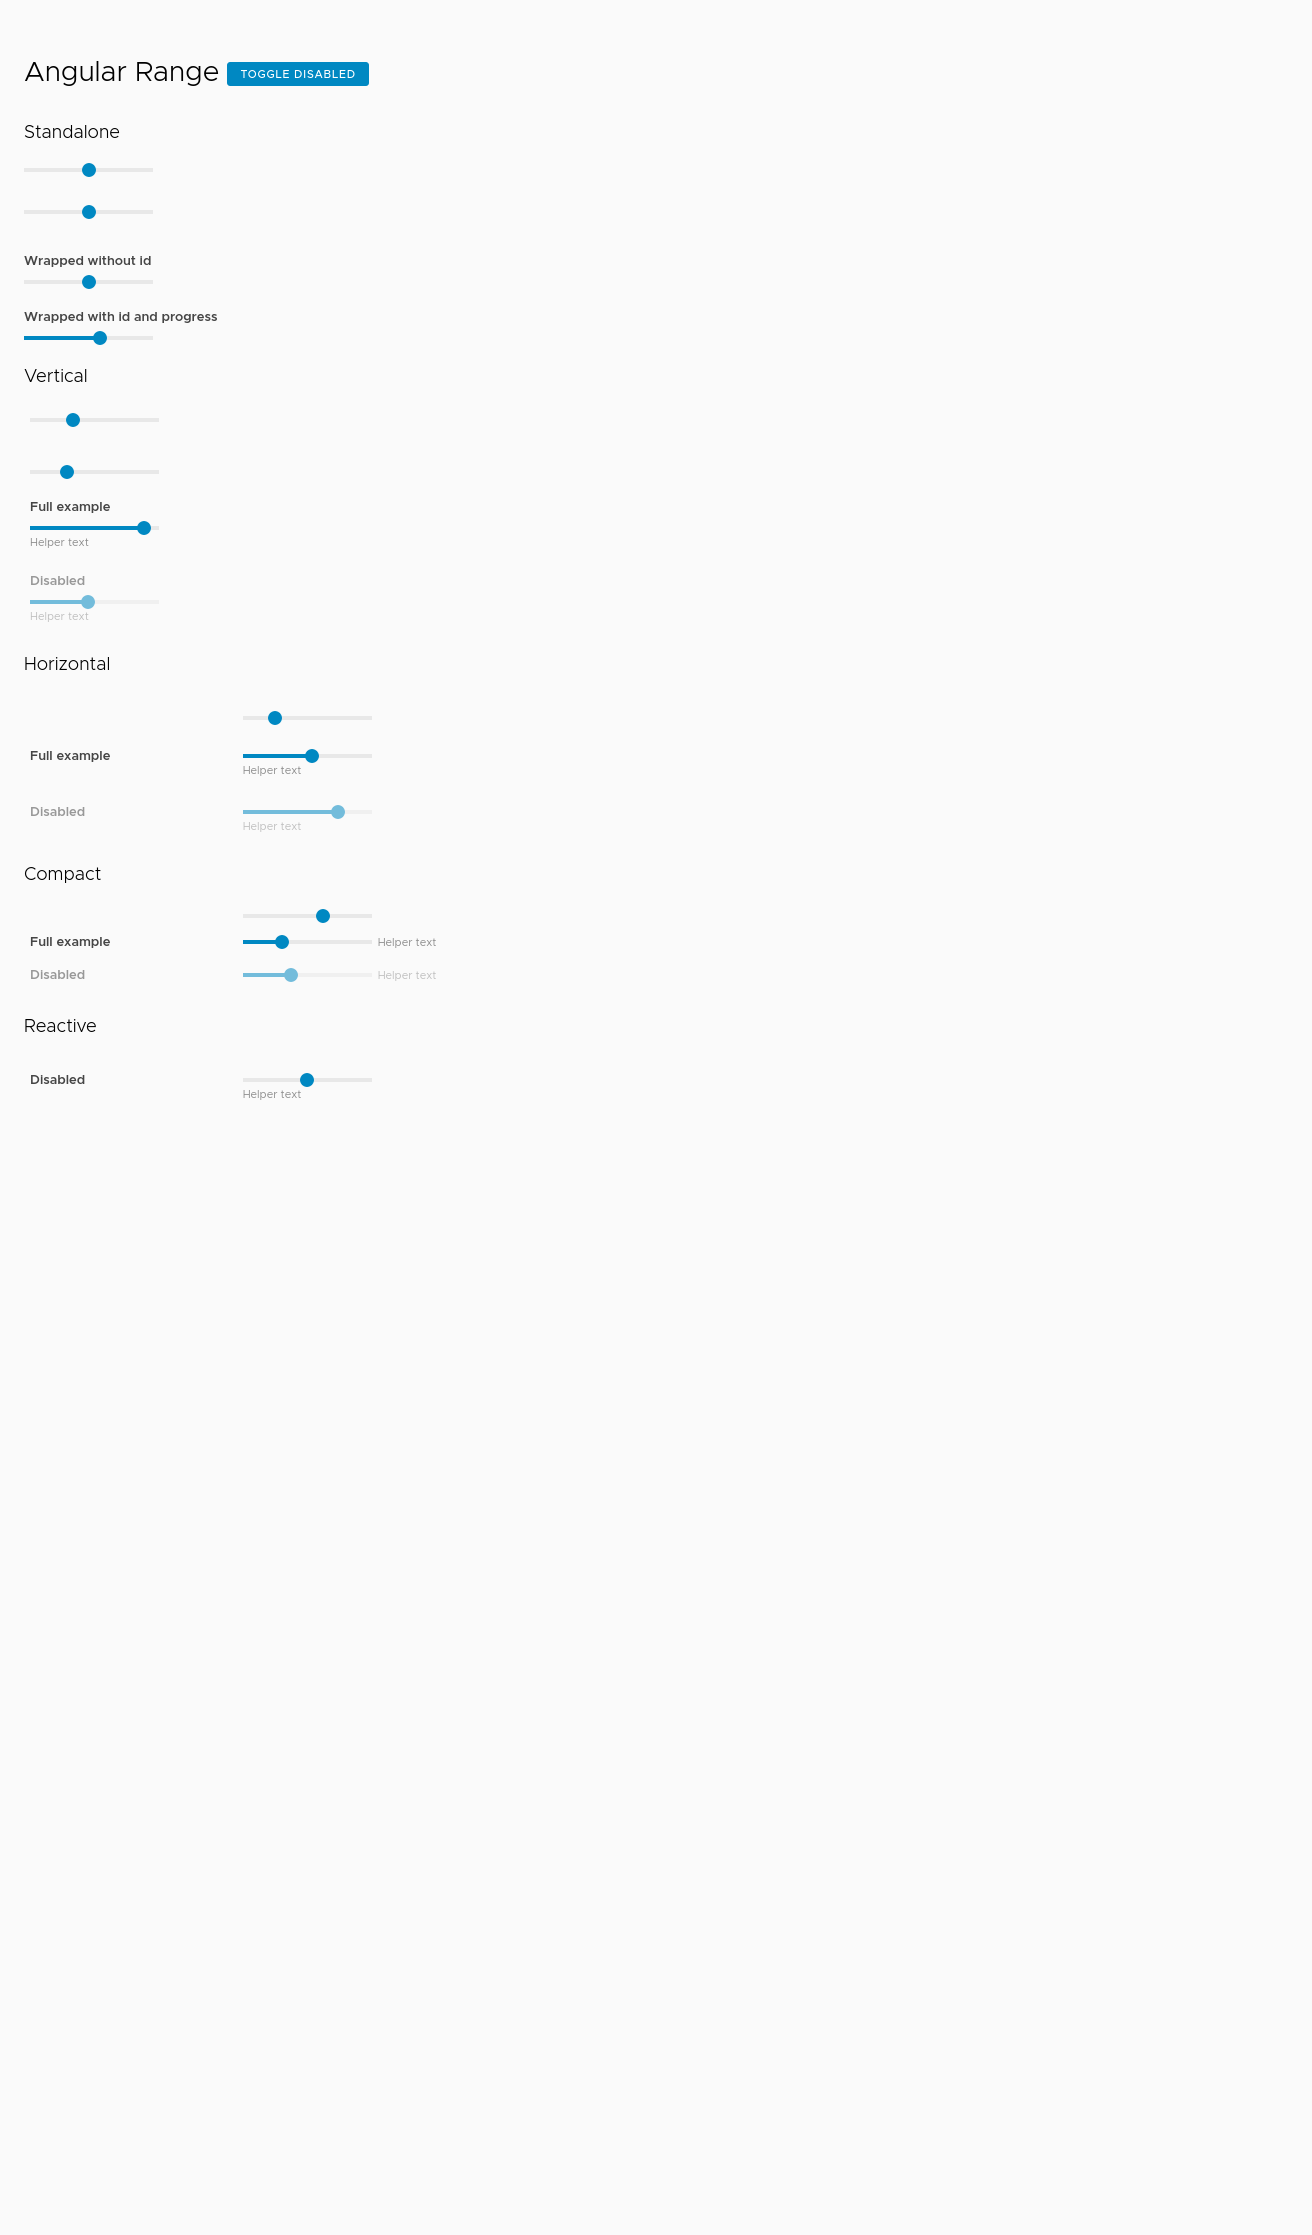 Angular Range TOGGLE DISABLED
Standalone
Wrapped without id
Wrapped with id and progress
Vertical
Full example
Helper text
Disabled
Helper text
Horizontal
Full example
Helper text
Disabled
Helper text
Compact
Full example Helper text
Disabled Helper text
Reactive
Disabled
Helper text